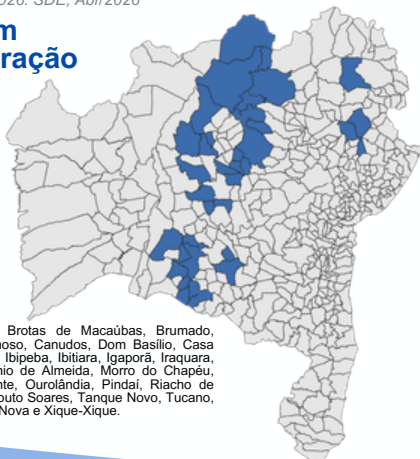 2026. SDE, Abr/2026
m
ração
Brotas de Macaúbas, Brumado,
noso, Canudos, Dom Basílio, Casa
Ibipeba, Ibitiara, Igaporã, Iraquara,
nio de Almeida, Morro do Chapéu,
nte, Ourolândia, Pindaí, Riacho de
outo Soares, Tanque Novo, Tucano,
Nova e Xique-Xique.